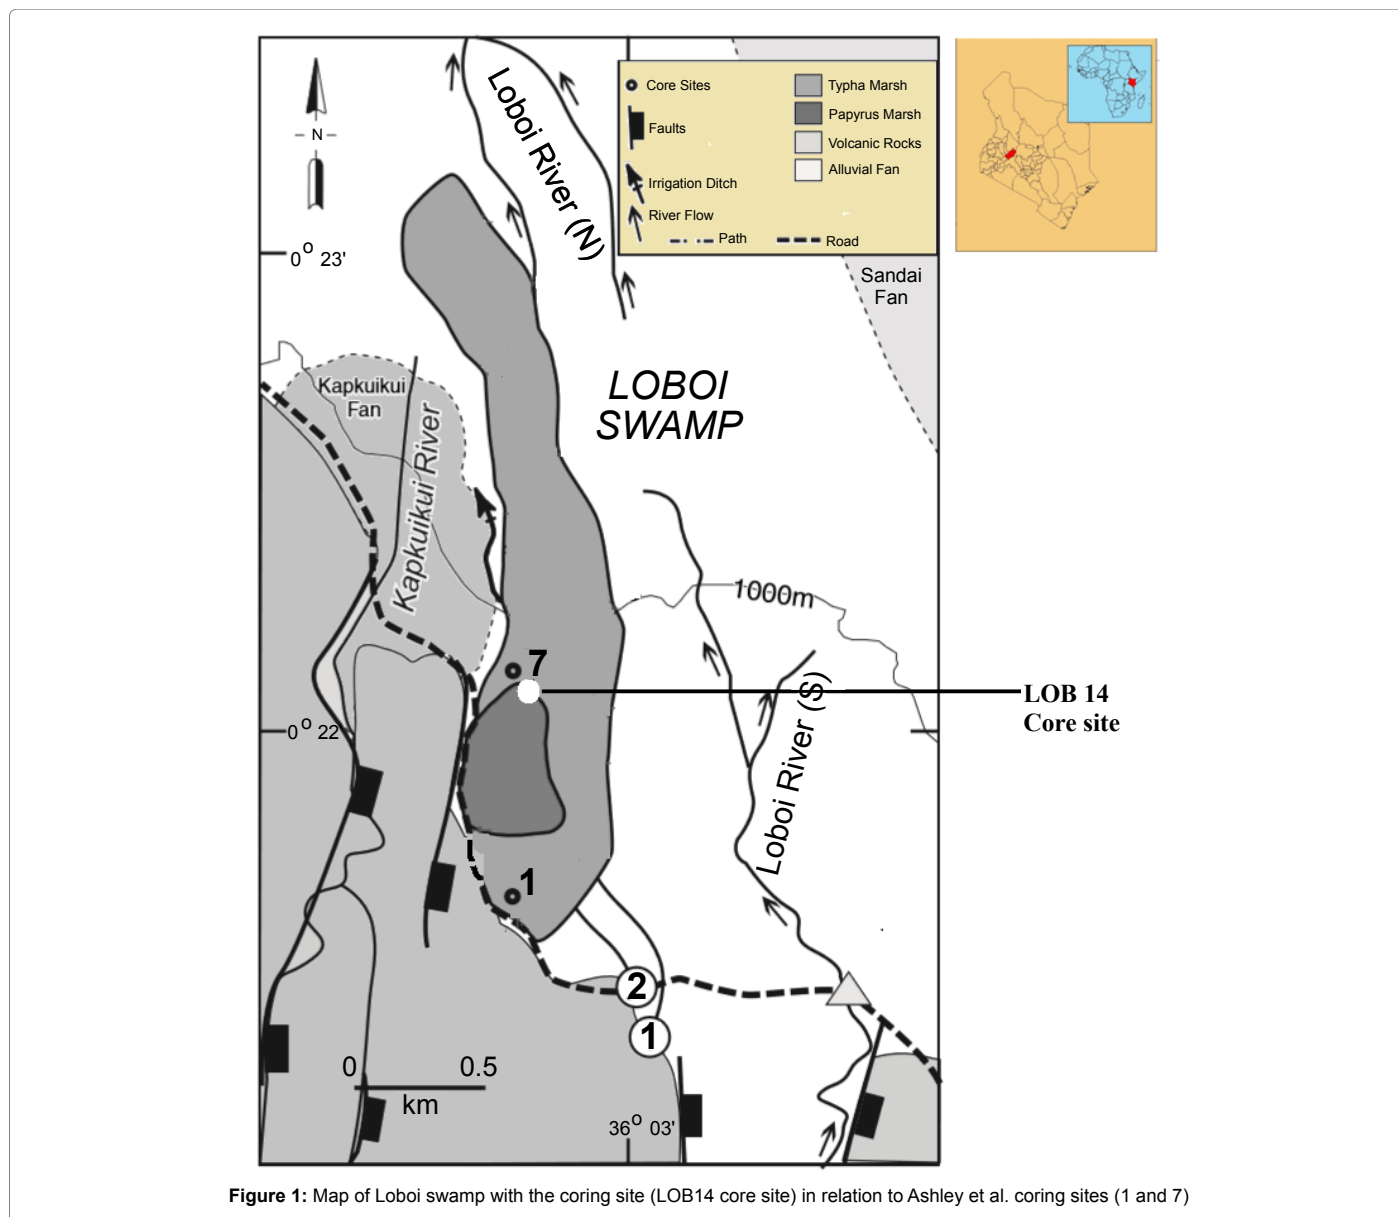 Core Sites
Faults
Irrigation Ditch
River Flow
Path
Road
Typha Marsh
Papyrus Marsh
Volcanic Rocks
Alluvial Fan
N
Loboi River (N)
0° 23'
Sandai
Fan
LOBOI
SWAMP
Kapkuikui
Fan
Kapkuikui River
1000m
7
LOB 14
Core site
0° 22'
Loboi River (S)
1
2
1
0 0.5
km
36° 03'
Figure 1: Map of Loboi swamp with the coring site (LOB14 core site) in relation to Ashley et al. coring sites (1 and 7)